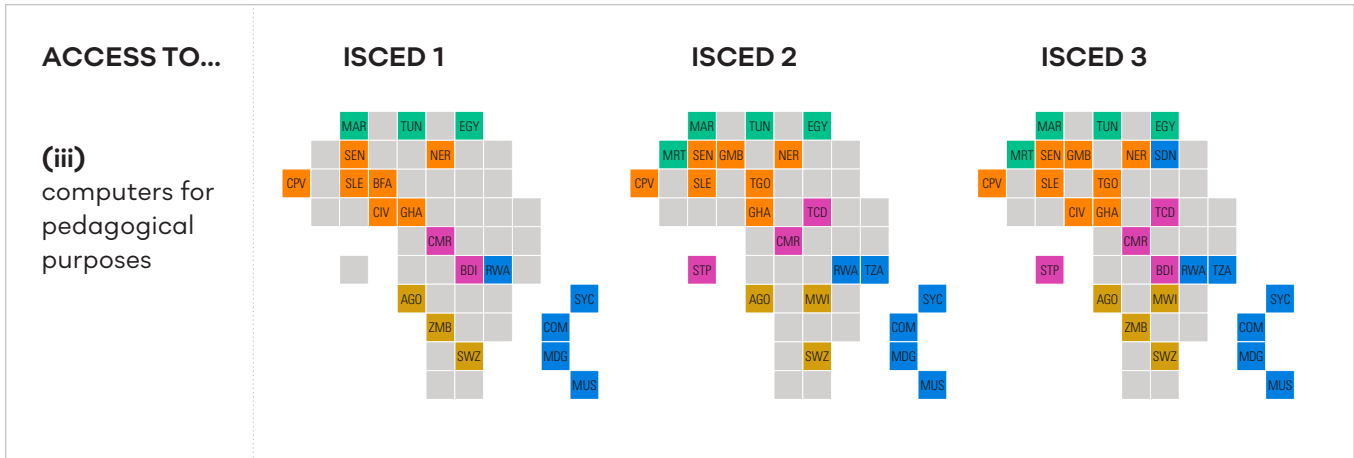 ACCESS TO... ISCED 1 ISCED 2 ISCED 3
(iii)
computers for
pedagogical
purposes
MAR TUN EGY
SEN NER
CPV SLE BFA
CIV GHA
CMR
BDI RWA
AGO SYC
ZMB COM
SWZ MDG
MUS
MAR TUN EGY
MRT SEN GMB NER
CPV SLE TGO
GHA TCD
CMR
STP RWA TZA
AGO MWI SYC
COM
SWZ MDG
MUS
MAR TUN EGY
MRT SEN GMB NER SDN
CPV SLE TGO
CIV GHA TCD
CMR
STP BDI RWA TZA
AGO MWI SYC
ZMB COM
SWZ MDG
MUS